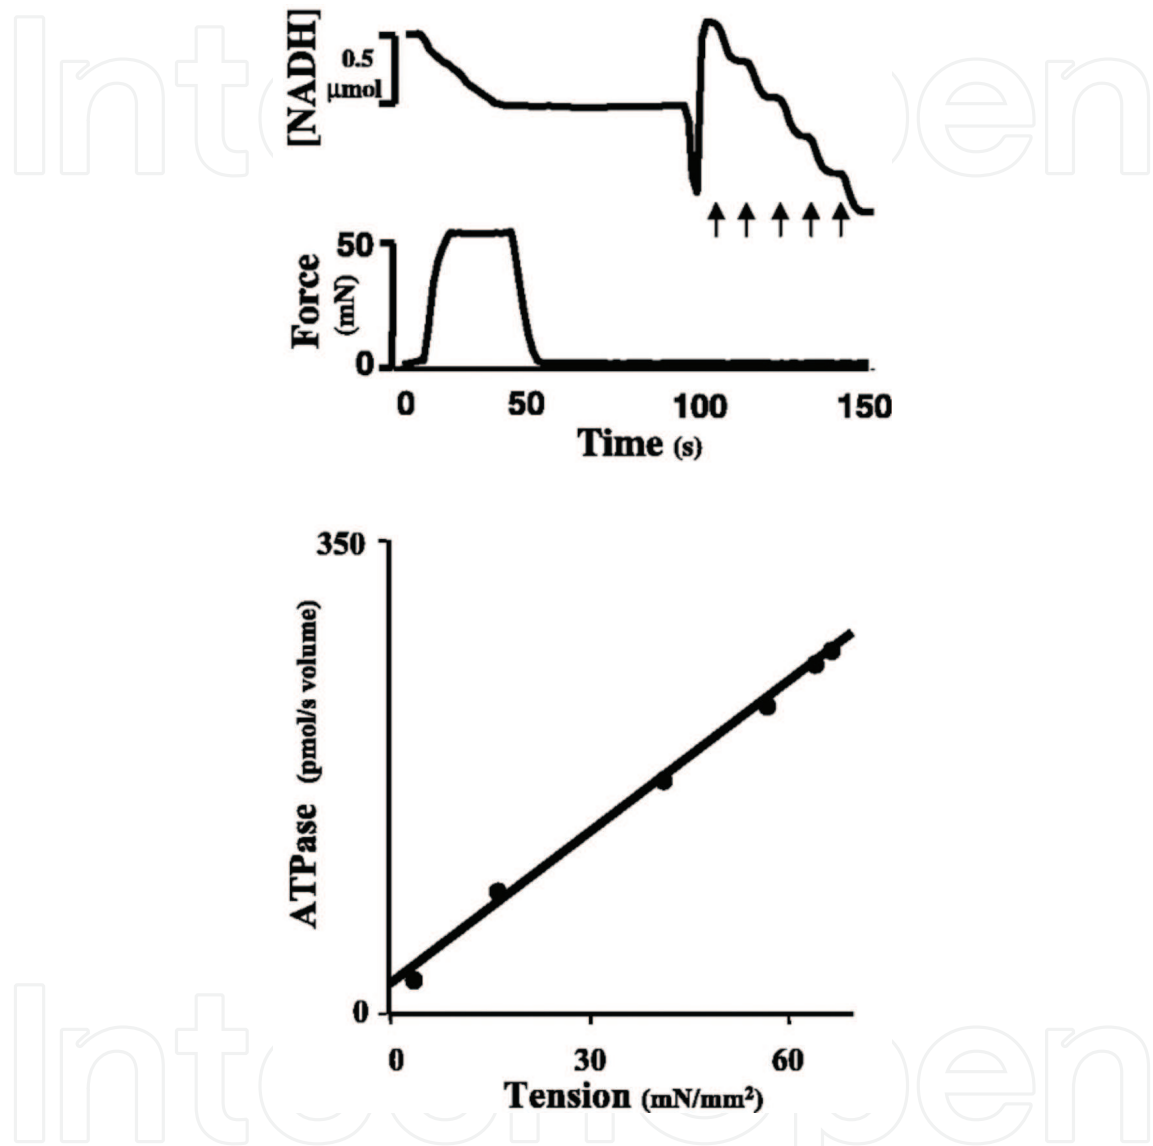 [NADH]
0.5
μmol
Force
(mN)
50
0
0 50 100 150
Time (s)
350
ATPase (pmol/s volume)
0
0 30 60
Tension (mN/mm²)
IntechOpen
IntechOpen